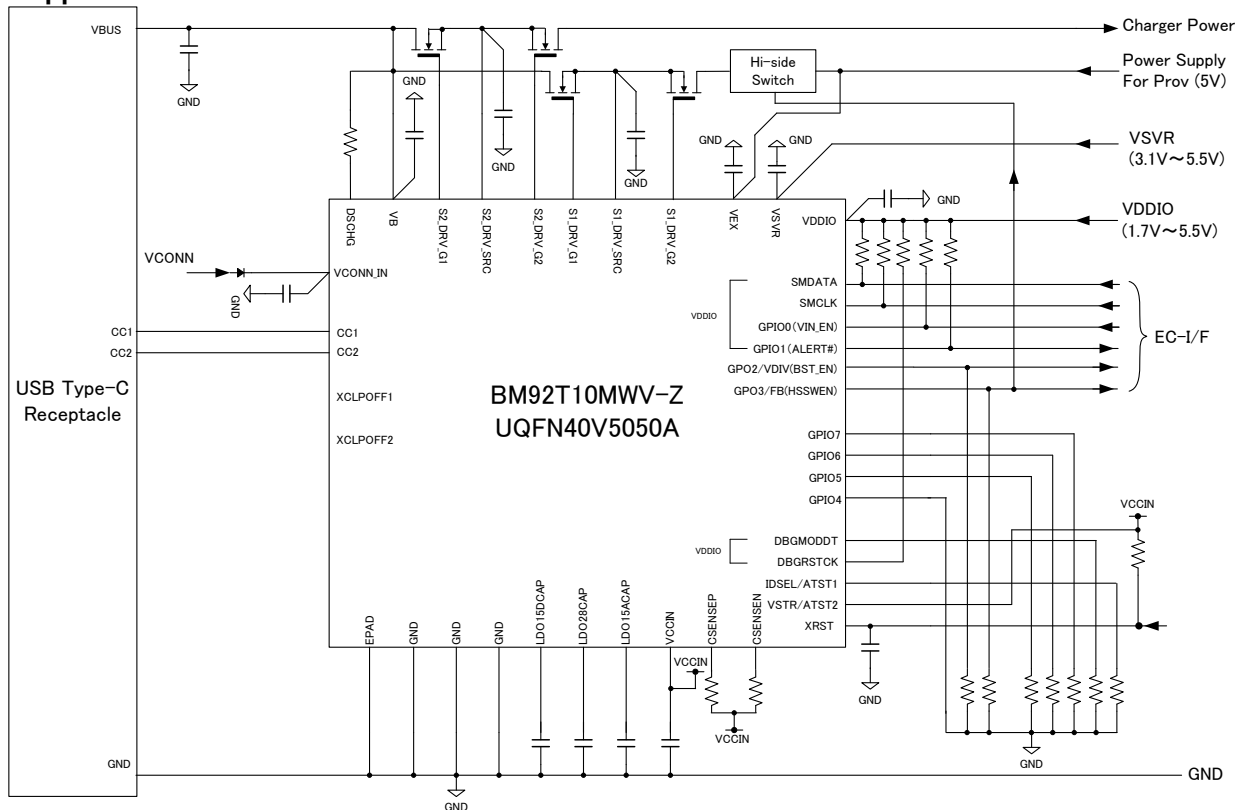 VBUS
Charger Power
Hi-side
Switch
Power Supply
For Prov (5V)
GND
GND
GND
GND
GND
GND
GND
VSVR
(3.1V~5.5V)
GND
VDDIO
(1.7V~5.5V)
DSCHG
VB
S2_DRV_G1
S2_DRV_SRC
S2_DRV_G2
S1_DRV_G1
S1_DRV_SRC
S1_DRV_G2
VEX
VSVR
VDDIO
VCONN
VCONN_IN
GND
SMDATA
SMCLK
VDDIO
GPIO0(VIN_EN)
GPIO1(ALERT#)
GPO2/VDIV(BST_EN)
GPO3/FB(HSSWEN)
EC-I/F
CC1
CC1
CC2
CC2
USB Type-C
Receptacle
XCLPOFF1
XCLPOFF2
BM92T10MWV-Z
UQFN40V5050A
GPIO7
GPIO6
GPIO5
GPIO4
VCCIN
VDDIO
DBGMODDT
DBGRSTCK
IDSEL/ATST1
VSTR/ATST2
XRST
EPAD
GND
GND
GND
LDO15DCAP
LDO28CAP
LDO15ACAP
VCCIN
CSENSEP
CSENSEN
VCCIN
VCCIN
GND
GND
GND
GND
GND